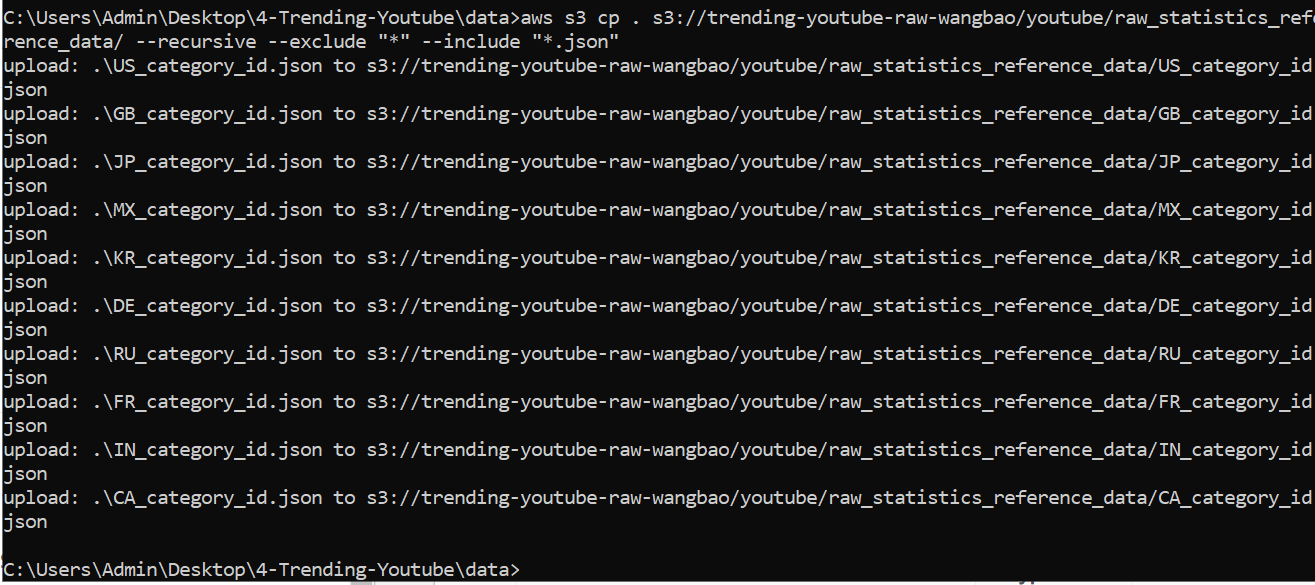 C:\Users\Admin\Desktop\4-Trending-Youtube\data>aws s3 cp . s3://trending-youtube-raw-wangbao/youtube/raw_statistics_refe
rence_data/ --recursive --exclude "*" --include "*.json"
upload: .\US_category_id.json to s3://trending-youtube-raw-wangbao/youtube/raw_statistics_reference_data/US_category_id
json
upload: .\GB_category_id.json to s3://trending-youtube-raw-wangbao/youtube/raw_statistics_reference_data/GB_category_id
json
upload: .\JP_category_id.json to s3://trending-youtube-raw-wangbao/youtube/raw_statistics_reference_data/JP_category_id
json
upload: .\MX_category_id.json to s3://trending-youtube-raw-wangbao/youtube/raw_statistics_reference_data/MX_category_id
json
upload: .\KR_category_id.json to s3://trending-youtube-raw-wangbao/youtube/raw_statistics_reference_data/KR_category_id
json
upload: .\DE_category_id.json to s3://trending-youtube-raw-wangbao/youtube/raw_statistics_reference_data/DE_category_id
json
upload: .\RU_category_id.json to s3://trending-youtube-raw-wangbao/youtube/raw_statistics_reference_data/RU_category_id
json
upload: .\FR_category_id.json to s3://trending-youtube-raw-wangbao/youtube/raw_statistics_reference_data/FR_category_id
json
upload: .\IN_category_id.json to s3://trending-youtube-raw-wangbao/youtube/raw_statistics_reference_data/IN_category_id
json
upload: .\CA_category_id.json to s3://trending-youtube-raw-wangbao/youtube/raw_statistics_reference_data/CA_category_id
json
C:\Users\Admin\Desktop\4-Trending-Youtube\data>